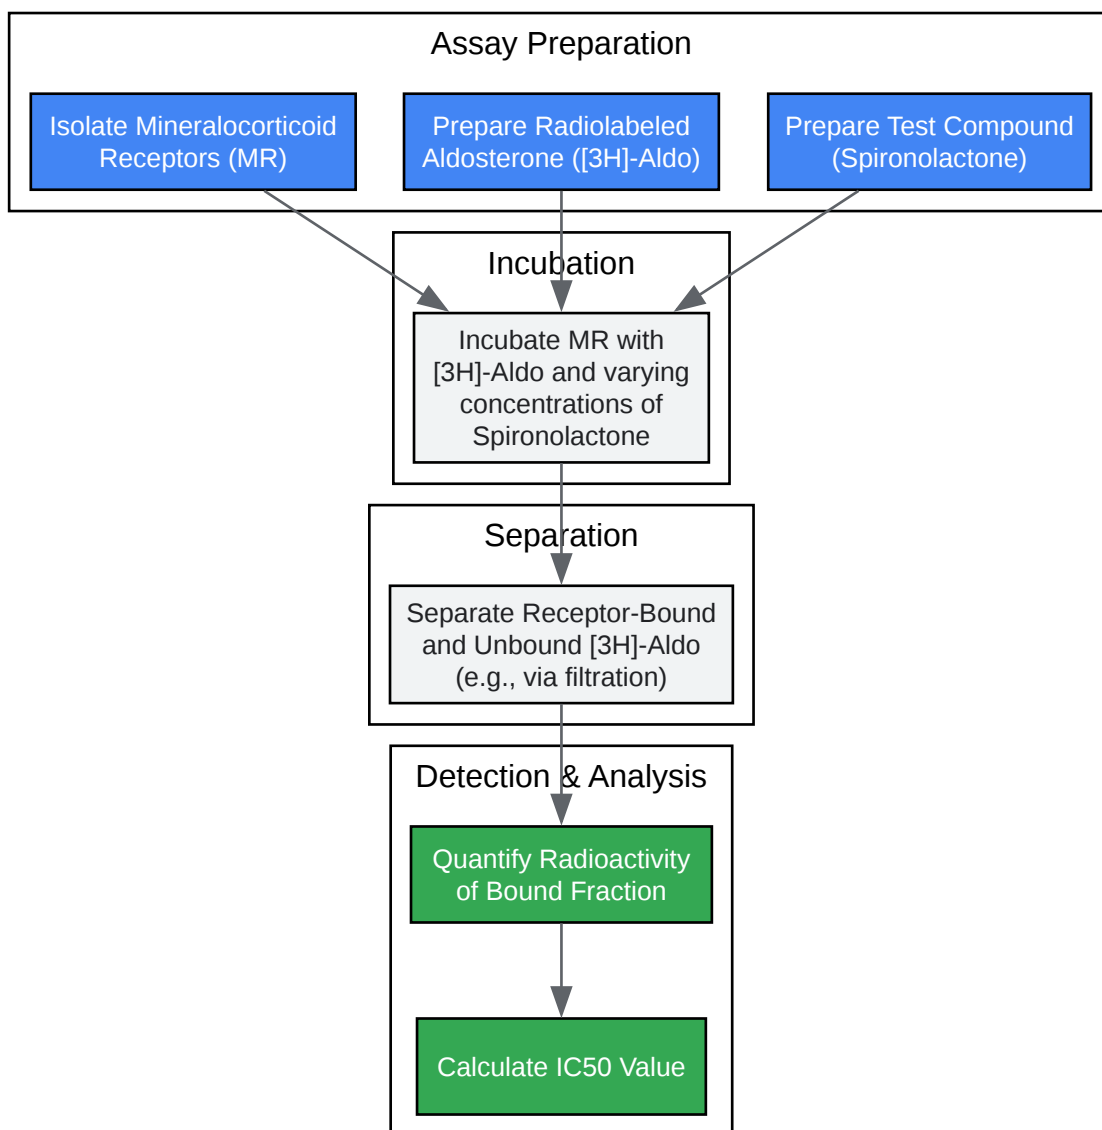 Assay Preparation
Isolate Mineralocorticoid
Receptors (MR)
Prepare Radiolabeled
Aldosterone ([3H]-Aldo)
Prepare Test Compound
(Spironolactone)
Incubation
Incubate MR with
[3H]-Aldo and varying
concentrations of
Spironolactone
Separation
Separate Receptor-Bound
and Unbound [3H]-Aldo
(e.g., via filtration)
Detection & Analysis
Quantify Radioactivity
of Bound Fraction
Calculate IC50 Value